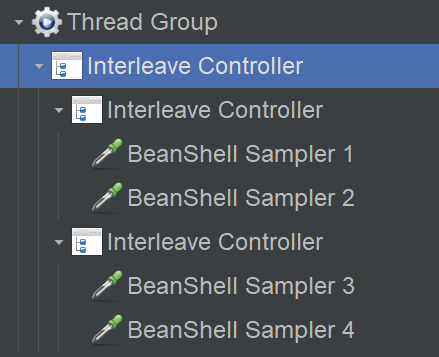 Thread Group
Interleave Controller
Interleave Controller
BeanShell Sampler 1
BeanShell Sampler 2
Interleave Controller
BeanShell Sampler 3
BeanShell Sampler 4